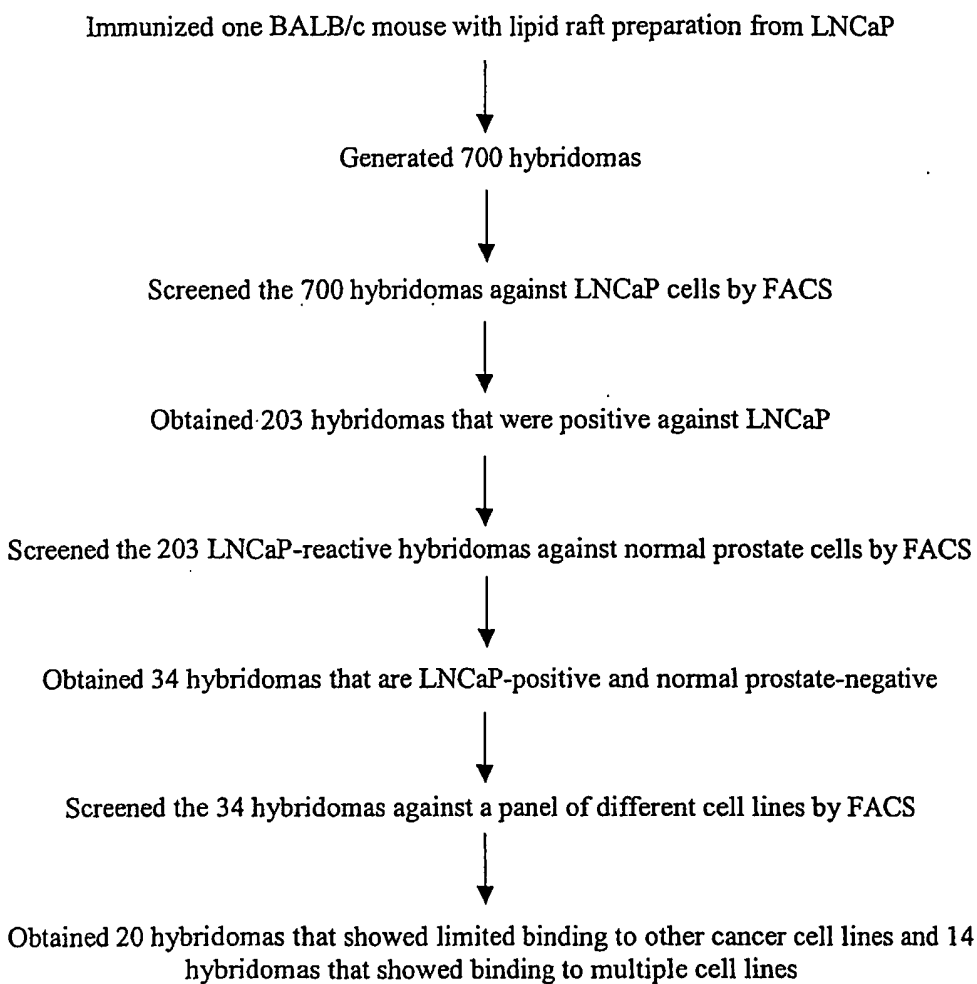 Immunized one BALB/c mouse with lipid raft preparation from LNCaP
Generated 700 hybridomas
Screened the 700 hybridomas against LNCaP cells by FACS
Obtained 203 hybridomas that were positive against LNCaP
Screened the 203 LNCaP-reactive hybridomas against normal prostate cells by FACS
Obtained 34 hybridomas that are LNCaP-positive and normal prostate-negative
Screened the 34 hybridomas against a panel of different cell lines by FACS
Obtained 20 hybridomas that showed limited binding to other cancer cell lines and 14
hybridomas that showed binding to multiple cell lines